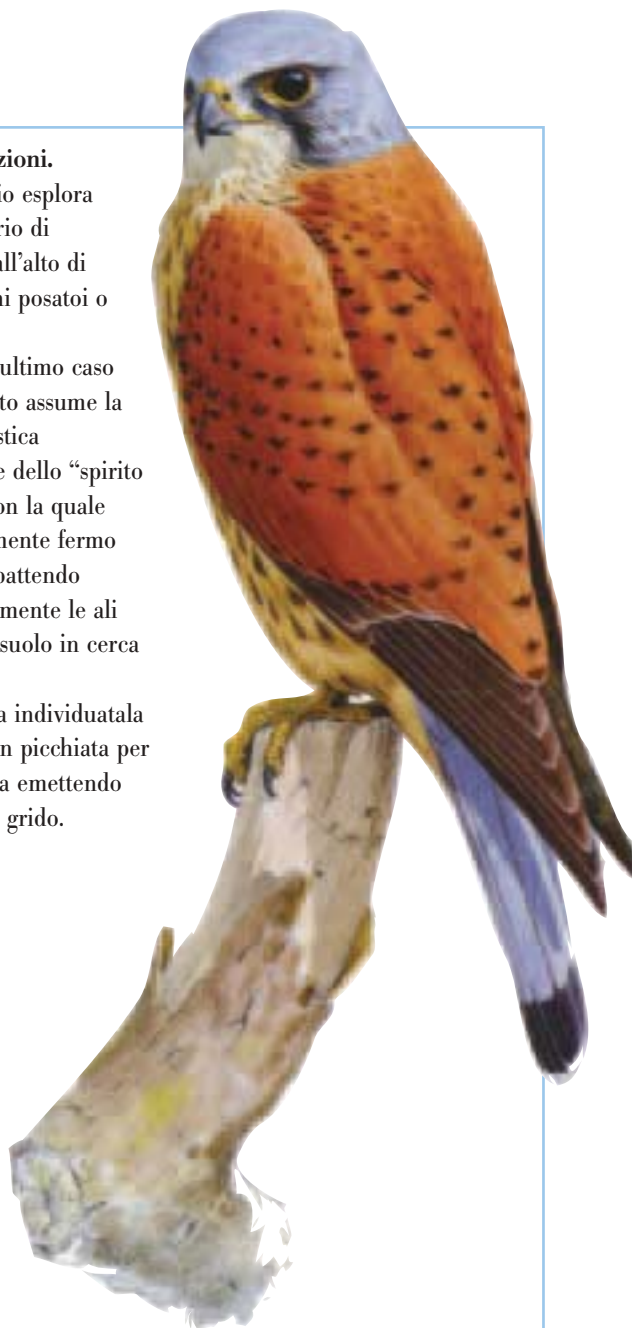 zioni.
io esplora
rio di
all’alto di
ni posatoi o
ultimo caso
to assume la
stica
e dello “spirito
on la quale
mente fermo
battendo
mente le ali
suolo in cerca
a individuatala
n picchiata per
a emettendo
grido.